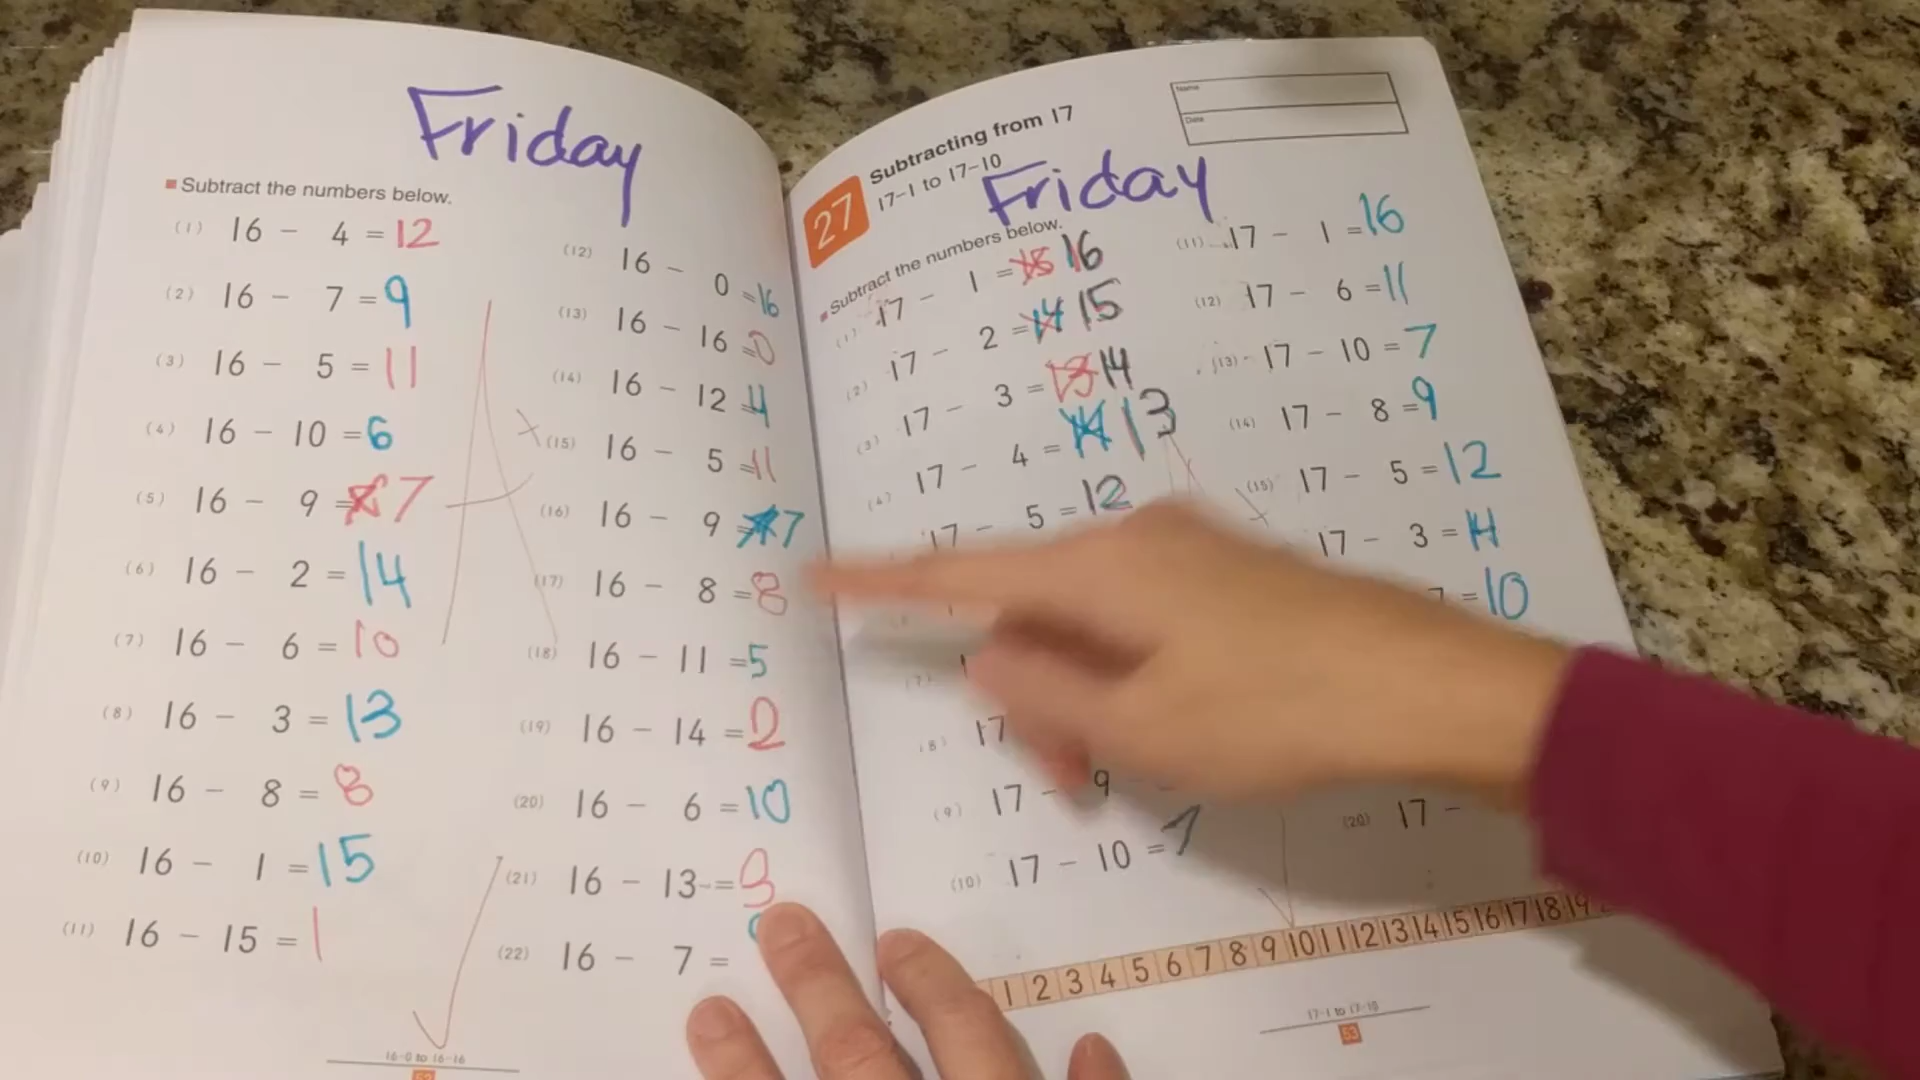 Friday
Subtract the numbers below.
(1) 16 - 4 = 12
(2) 16 - 7 = 9
(3) 16 - 5 = 11
(4) 16 - 10 = 6
(5) 16 - 9 = 7
(6) 16 - 2 = 14
(7) 16 - 6 = 10
(8) 16 - 3 = 13
(9) 16 - 8 = 8
(10) 16 - 1 = 15
(11) 16 - 15 = 1
(12) 16 - 0 = 16
(13) 16 - 16 = 0
(14) 16 - 12 = 4
(15) 16 - 5 = 11
(16) 16 - 9 = 7
(17) 16 - 8 = 8
(18) 16 - 11 = 5
(19) 16 - 14 = 2
(20) 16 - 6 = 10
(21) 16 - 13 = 3
(22) 16 - 7 =
16-0 to 16-16
27
Subtracting from 17
17-1 to 17-10
Name
Date
Friday
Subtract the numbers below.
(1) 17 - 1 = 15 16
(2) 17 - 2 = 14 15
(3) 17 - 3 = 13 14
(4) 17 - 4 = 14 13
17 - 5 = 12
(7)
(8) 17
(9) 17 - 9
(10) 17 - 10 = 7
(11) 17 - 1 = 16
(12) 17 - 6 = 11
(13) 17 - 10 = 7
(14) 17 - 8 = 9
(15) 17 - 5 = 12
17 - 3 = 14
7 = 10
(20) 17 -
1 2 3 4 5 6 7 8 9 10 11 12 13 14 15 16 17 18 19
17-1 to 17-10
53